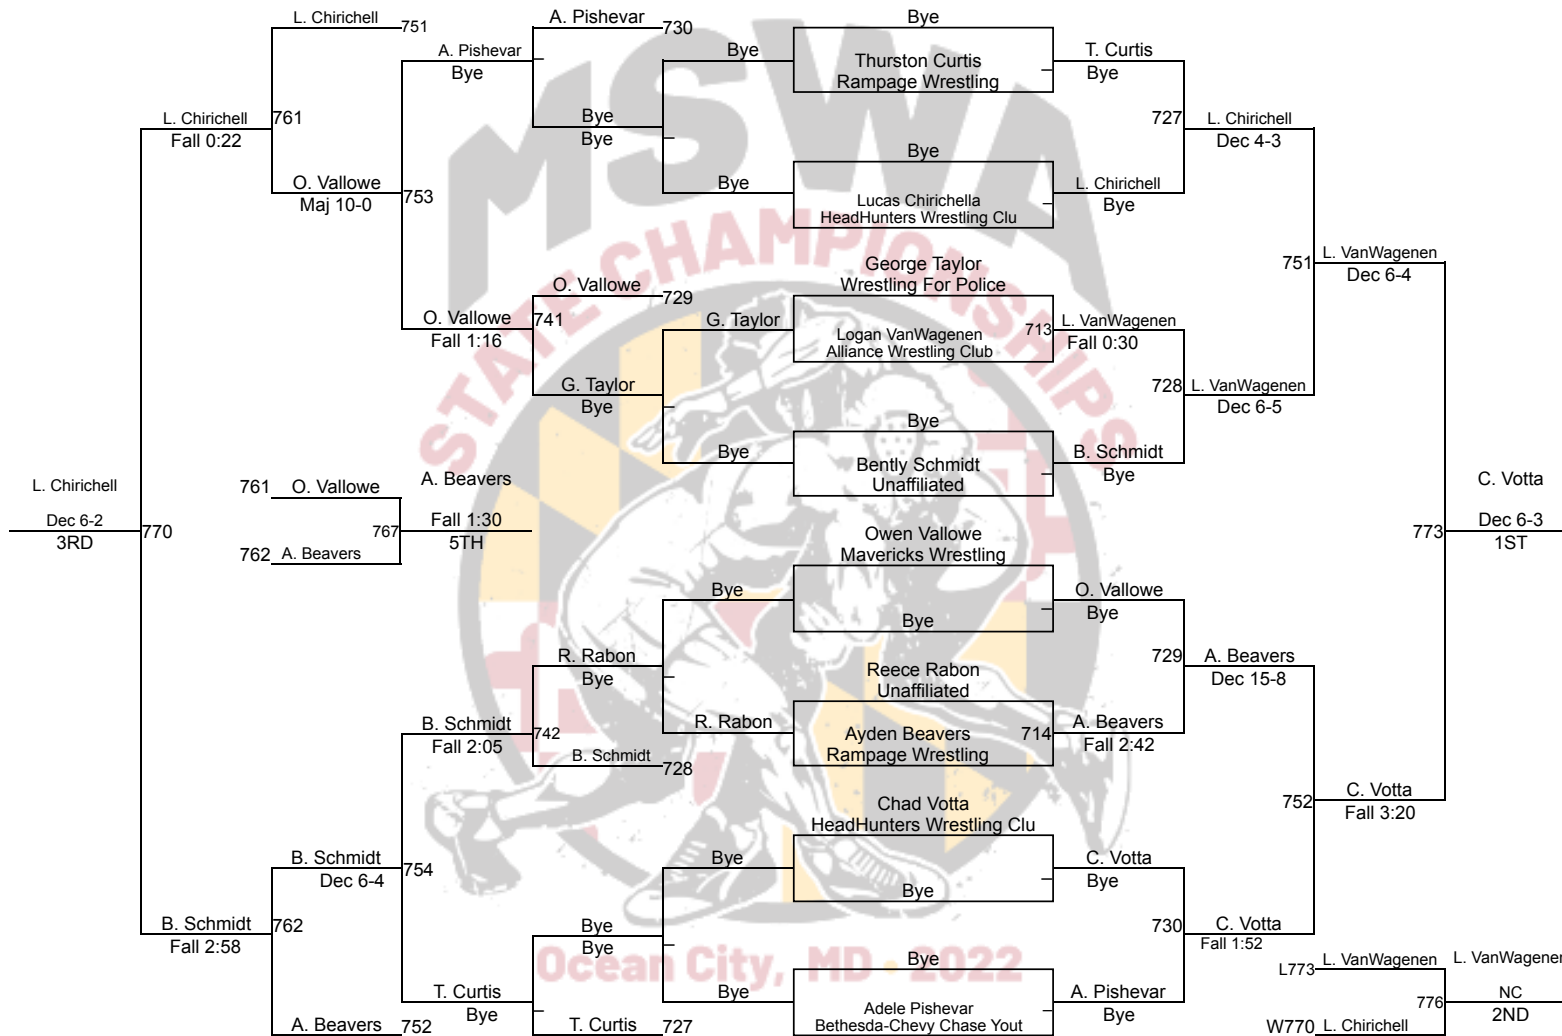 L. Chirichell
751
A. Pishevar
730
Bye
A. Pishevar
Bye
Bye
Thurston Curtis
Rampage Wrestling
T. Curtis
Bye
MSWA
L. Chirichell
761
Fall 0:22
Bye
Bye
727
L. Chirichell
Dec 4-3
Bye
O. Vallowe
753
Maj 10-0
Bye
Lucas Chirichella
HeadHunters Wrestling Clu
L. Chirichell
Bye
STATE CHAMPIONSHIPS
George Taylor
Wrestling For Police
751
L. VanWagenen
Dec 6-4
O. Vallowe
729
O. Vallowe
741
Fall 1:16
G. Taylor
Logan VanWagenen
Alliance Wrestling Club
713
L. VanWagenen
Fall 0:30
G. Taylor
Bye
728
L. VanWagenen
Dec 6-5
Bye
Bye
Bently Schmidt
Unaffiliated
B. Schmidt
Bye
L. Chirichell
Dec 6-2
3RD
770
761
O. Vallowe
A. Beavers
767
Fall 1:30
5TH
762
A. Beavers
C. Votta
773
Dec 6-3
1ST
Owen Vallowe
Mavericks Wrestling
Bye
Bye
O. Vallowe
Bye
R. Rabon
Bye
Reece Rabon
Unaffiliated
729
A. Beavers
Dec 15-8
B. Schmidt
742
Fall 2:05
R. Rabon
Ayden Beavers
Rampage Wrestling
714
A. Beavers
Fall 2:42
B. Schmidt
728
Chad Votta
HeadHunters Wrestling Clu
752
C. Votta
Fall 3:20
B. Schmidt
754
Dec 6-4
Bye
Bye
C. Votta
Bye
B. Schmidt
762
Fall 2:58
Bye
Bye
730
C. Votta
Fall 1:52
Ocean City, MD • 2022
Bye
L773
L. VanWagenen
L. VanWagenen
T. Curtis
Bye
Bye
Adele Pishevar
Bethesda-Chevy Chase Yout
A. Pishevar
Bye
776
NC
2ND
A. Beavers
752
T. Curtis
727
W770
L. Chirichell